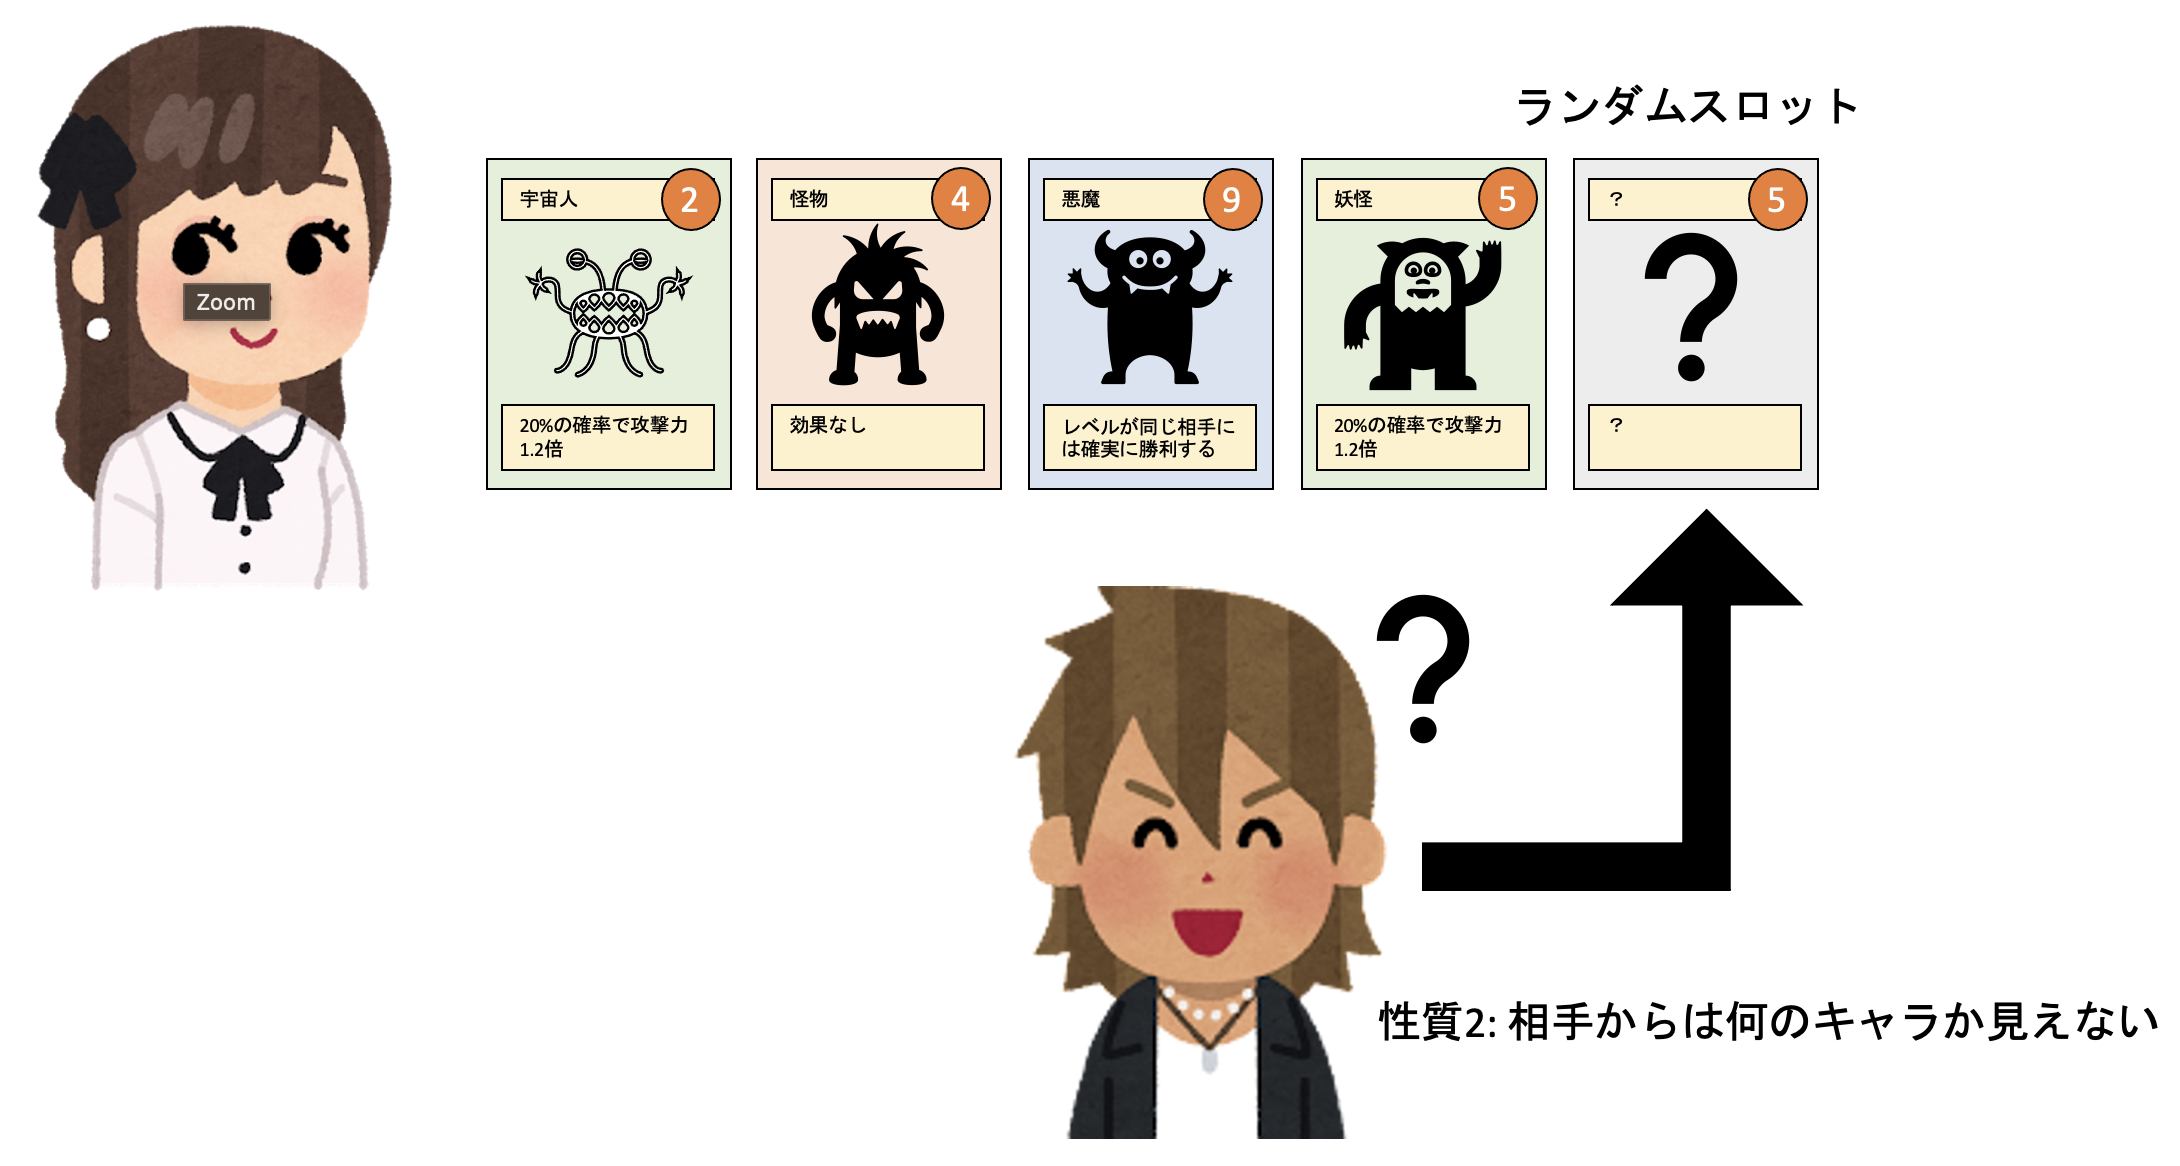 ランダムスロット
宇宙人
2
20%の確率で攻撃力
1.2倍
怪物
4
効果なし
悪魔
9
レベルが同じ相手に
は確実に勝利する
妖怪
5
20%の確率で攻撃力
1.2倍
?
5
?
?
Zoom
?
性質2: 相手からは何のキャラか見えない